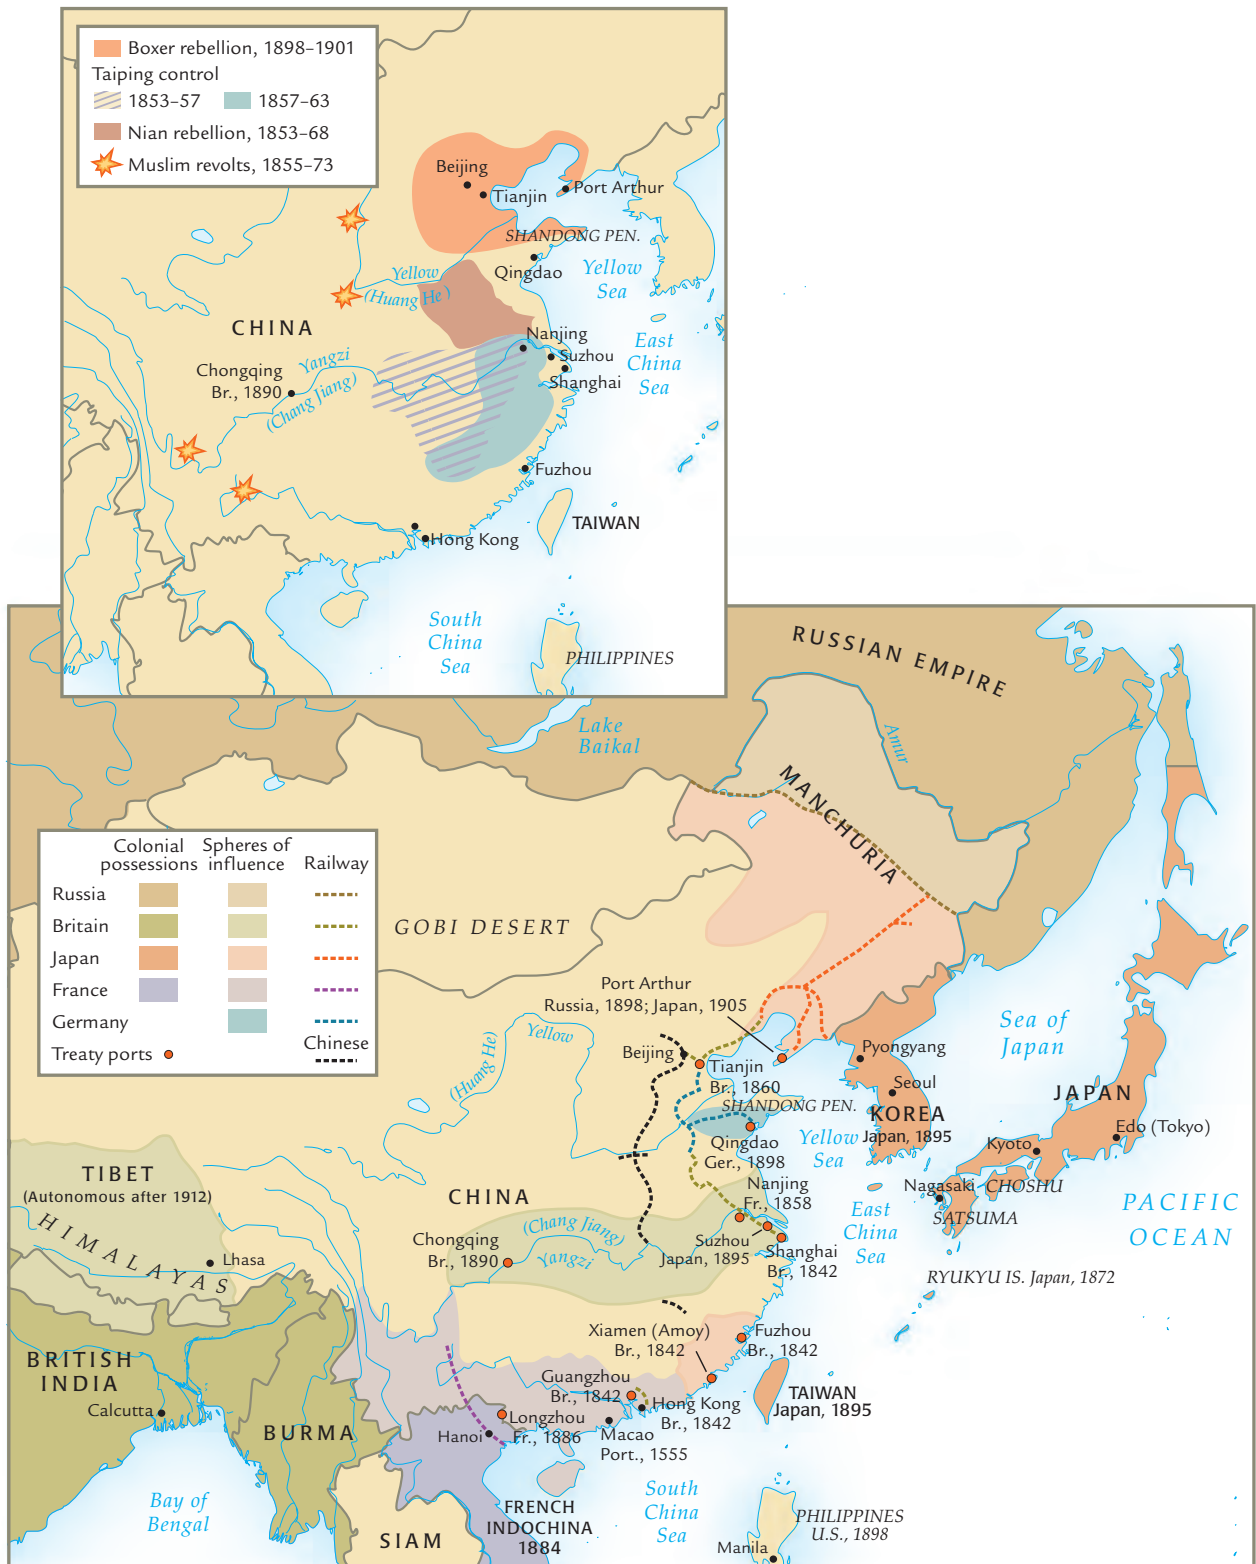 Boxer rebellion, 1898–1901
Taiping control
1853–57
1857–63
Nian rebellion, 1853–68
Muslim revolts, 1855–73
Beijing
Tianjin
Port Arthur
SHANDONG PEN.
Qingdao
Yellow
Sea
Yellow
(Huang He)
CHINA
Nanjing
Suzhou
Shanghai
East
China
Sea
Chongqing
Br., 1890
Yangzi
(Chang Jiang)
Fuzhou
TAIWAN
Hong Kong
South
China
Sea
PHILIPPINES
RUSSIAN EMPIRE
Lake
Baikal
Amur
MANCHURIA
Colonial
possessions
Spheres of
influence
Railway
Russia
Britain
Japan
France
Germany
Chinese
Treaty ports
GOBI DESERT
Port Arthur
Russia, 1898; Japan, 1905
Beijing
Yellow
(Huang He)
Tianjin
Br., 1860
SHANDONG PEN.
Qingdao
Ger., 1898
Yellow
Sea
Sea of
Japan
Pyongyang
Seoul
KOREA
Japan, 1895
JAPAN
Edo (Tokyo)
Kyoto
Nagasaki
CHOSHU
SATSUMA
PACIFIC
OCEAN
TIBET
(Autonomous after 1912)
HIMALAYAS
Lhasa
CHINA
Nanjing
Fr., 1858
(Chang Jiang)
Yangzi
Chongqing
Br., 1890
Suzhou
Japan, 1895
Shanghai
Br., 1842
East
China
Sea
RYUKYU IS. Japan, 1872
Xiamen (Amoy)
Br., 1842
Fuzhou
Br., 1842
BRITISH
INDIA
Calcutta
BURMA
Guangzhou
Br., 1842
Hong Kong
Br., 1842
TAIWAN
Japan, 1895
Longzhou
Fr., 1886
Hanoi
Macao
Port., 1555
Bay of
Bengal
SIAM
FRENCH
INDOCHINA
1884
South
China
Sea
PHILIPPINES
U.S., 1898
Manila